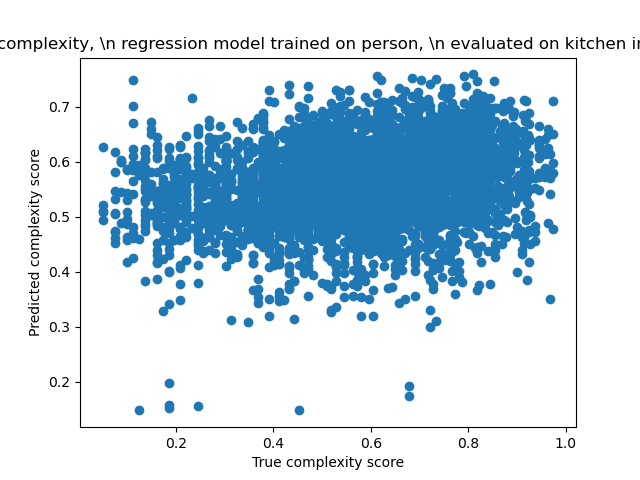 complexity, \n regression model trained on person, \n evaluated on kitchen
Predicted complexity score
0.7
0.6
0.5
0.4
0.3
0.2
0.2 0.4 0.6 0.8 1.0
True complexity score